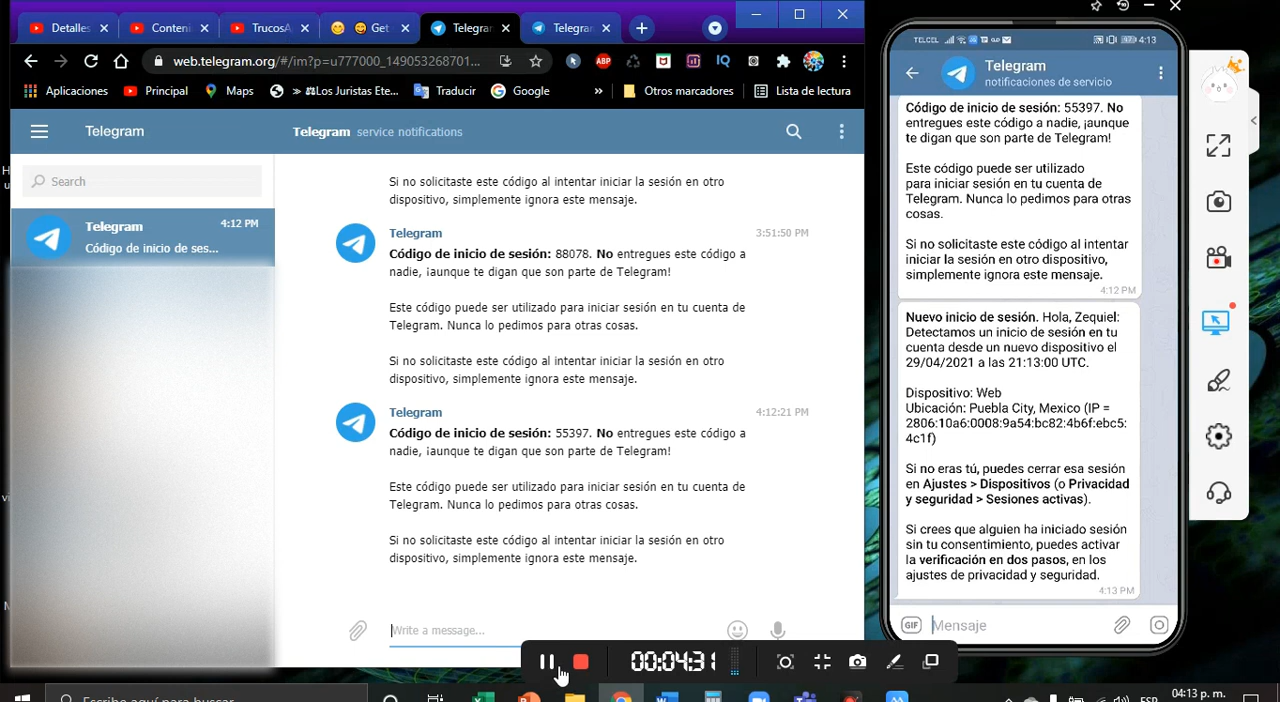 Detalles
Conteni
TrucosA
Get
Telegra
Telegra
web.telegram.org/#/im?p=u777000_149053268701...
ABP
IQ
Aplicaciones
Principal
Maps
» ⚖Los Juristas Ete...
Traducir
Google
»
Otros marcadores
Lista de lectura
Telegram
Telegram service notifications
Search
Telegram 4:12 PM
Código de inicio de ses...
Si no solicitaste este código al intentar iniciar la sesión en otro
dispositivo, simplemente ignora este mensaje.
Telegram 3:51:50 PM
Código de inicio de sesión: 88078. No entregues este código a
nadie, ¡aunque te digan que son parte de Telegram!
Este código puede ser utilizado para iniciar sesión en tu cuenta de
Telegram. Nunca lo pedimos para otras cosas.
Si no solicitaste este código al intentar iniciar la sesión en otro
dispositivo, simplemente ignora este mensaje.
Telegram 4:12:21 PM
Código de inicio de sesión: 55397. No entregues este código a
nadie, ¡aunque te digan que son parte de Telegram!
Este código puede ser utilizado para iniciar sesión en tu cuenta de
Telegram. Nunca lo pedimos para otras cosas.
Si no solicitaste este código al intentar iniciar la sesión en otro
dispositivo, simplemente ignora este mensaje.
Write a message...
00:04:31
Escribe aquí para buscar
ESP
04:13 p. m.
TELCEL
4:13
Telegram
notificaciones de servicio
Código de inicio de sesión: 55397. No
entregues este código a nadie, ¡aunque
te digan que son parte de Telegram!
Este código puede ser utilizado
para iniciar sesión en tu cuenta de
Telegram. Nunca lo pedimos para otras
cosas.
Si no solicitaste este código al intentar
iniciar la sesión en otro dispositivo,
simplemente ignora este mensaje.
4:12 PM
Nuevo inicio de sesión. Hola, Zequiel:
Detectamos un inicio de sesión en tu
cuenta desde un nuevo dispositivo el
29/04/2021 a las 21:13:00 UTC.
Dispositivo: Web
Ubicación: Puebla City, Mexico (IP =
2806:10a6:0008:9a54:bc82:4b6f:ebc5:
4c1f)
Si no eras tú, puedes cerrar esa sesión
en Ajustes > Dispositivos (o Privacidad
y seguridad > Sesiones activas).
Si crees que alguien ha iniciado sesión
sin tu consentimiento, puedes activar
la verificación en dos pasos, en los
ajustes de privacidad y seguridad.
4:13 PM
GIF
Mensaje